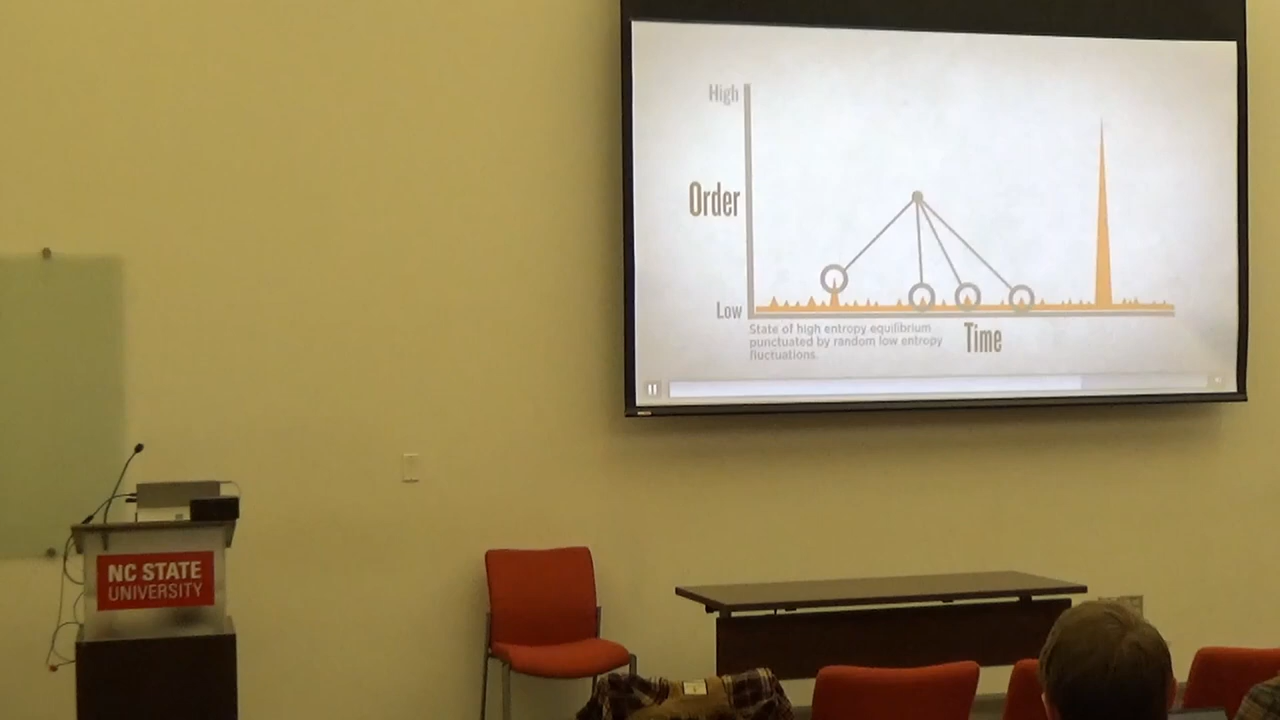 High
Order
Low
State of high entropy equilibrium
punctuated by random low entropy
fluctuations.
Time
NC STATE
UNIVERSITY